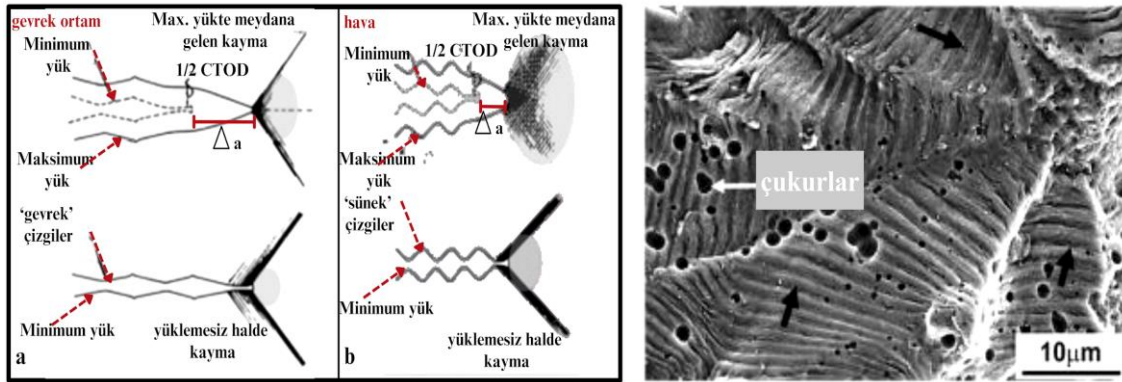 gevrek ortam
Minimum
yük
Max. yükte meydana
gelen kayma
1/2 CTOD
△ a
Maksimum
yük
‘gevrek’
çizgiler
Minimum yük
yüklemesiz halde
kayma
a
hava
Minimum
yük
Max. yükte meydana
gelen kayma
1/2 CTOD
△ a
Maksimum
yük
‘sünek’
çizgiler
Minimum yük
yüklemesiz halde
kayma
b
çukurlar
10µm